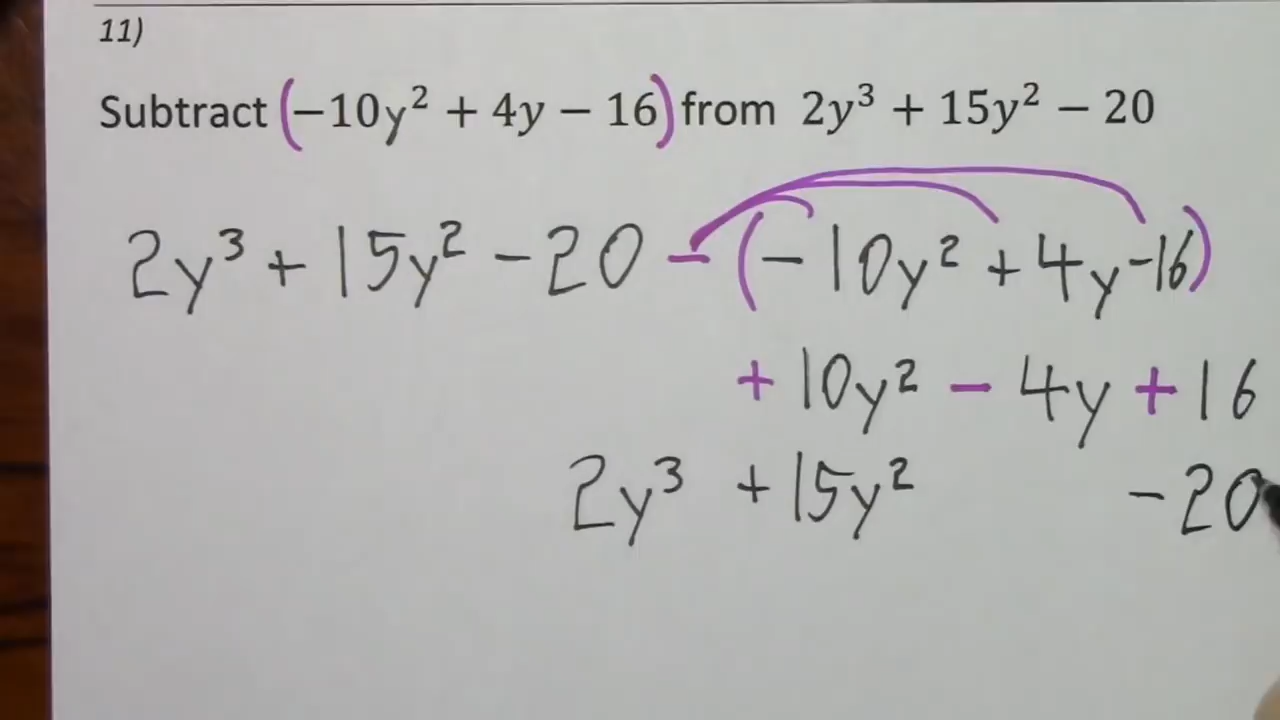 11)
Subtract (−10y² + 4y − 16) from 2y³ + 15y² − 20
2y³ + 15y² − 20 − (− 10y² + 4y − 16)
+ 10y² − 4y + 16
2y³ + 15y² − 20